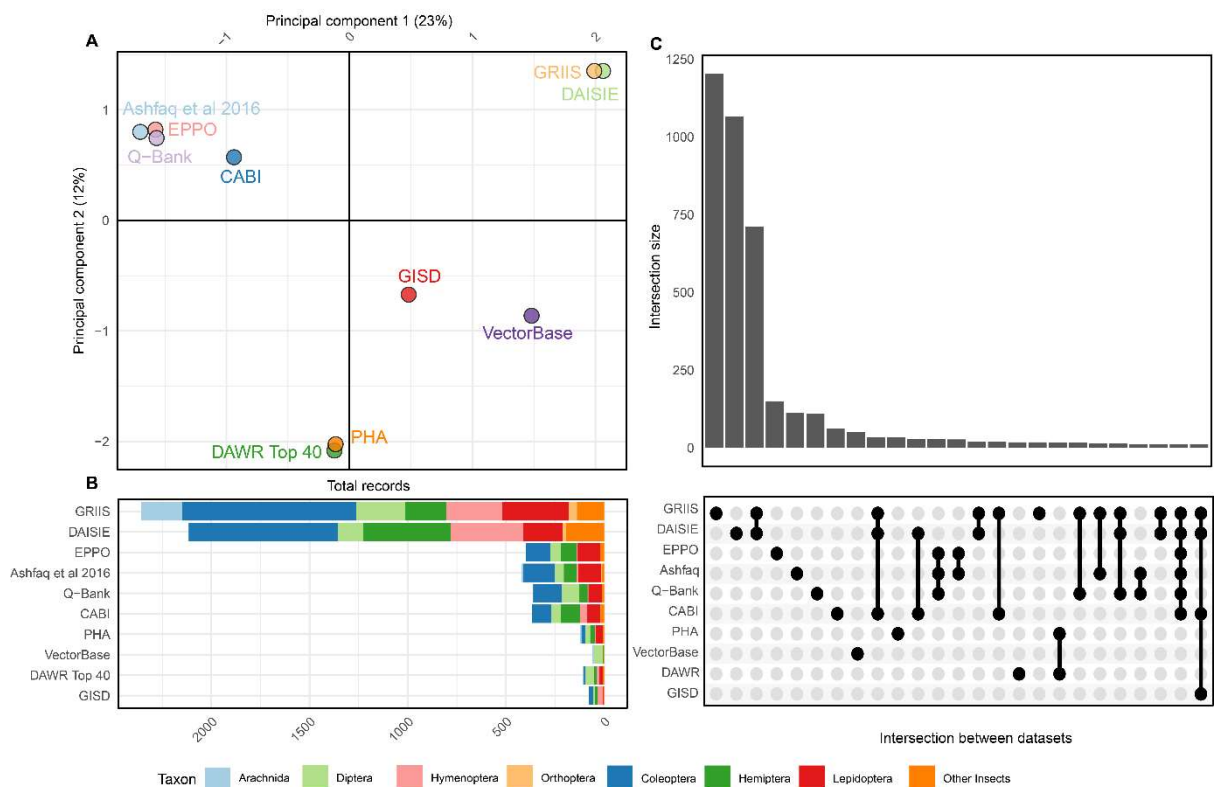 Principal component 1 (23%)
A
C
−1
0
1
2
Principal component 2 (12%)
1
0
−1
−2
GRIIS
DAISIE
Ashfaq et al 2016
EPPO
Q−Bank
CABI
GISD
VectorBase
PHA
DAWR Top 40
Intersection size
1250
1000
750
500
250
0
B
Total records
GRIIS
DAISIE
EPPO
Ashfaq et al 2016
Q−Bank
CABI
PHA
VectorBase
DAWR Top 40
GISD
2000
1500
1000
500
0
GRIIS
DAISIE
EPPO
Ashfaq
Q−Bank
CABI
PHA
VectorBase
DAWR
GISD
Intersection between datasets
Taxon
Arachnida
Diptera
Hymenoptera
Orthoptera
Coleoptera
Hemiptera
Lepidoptera
Other Insects